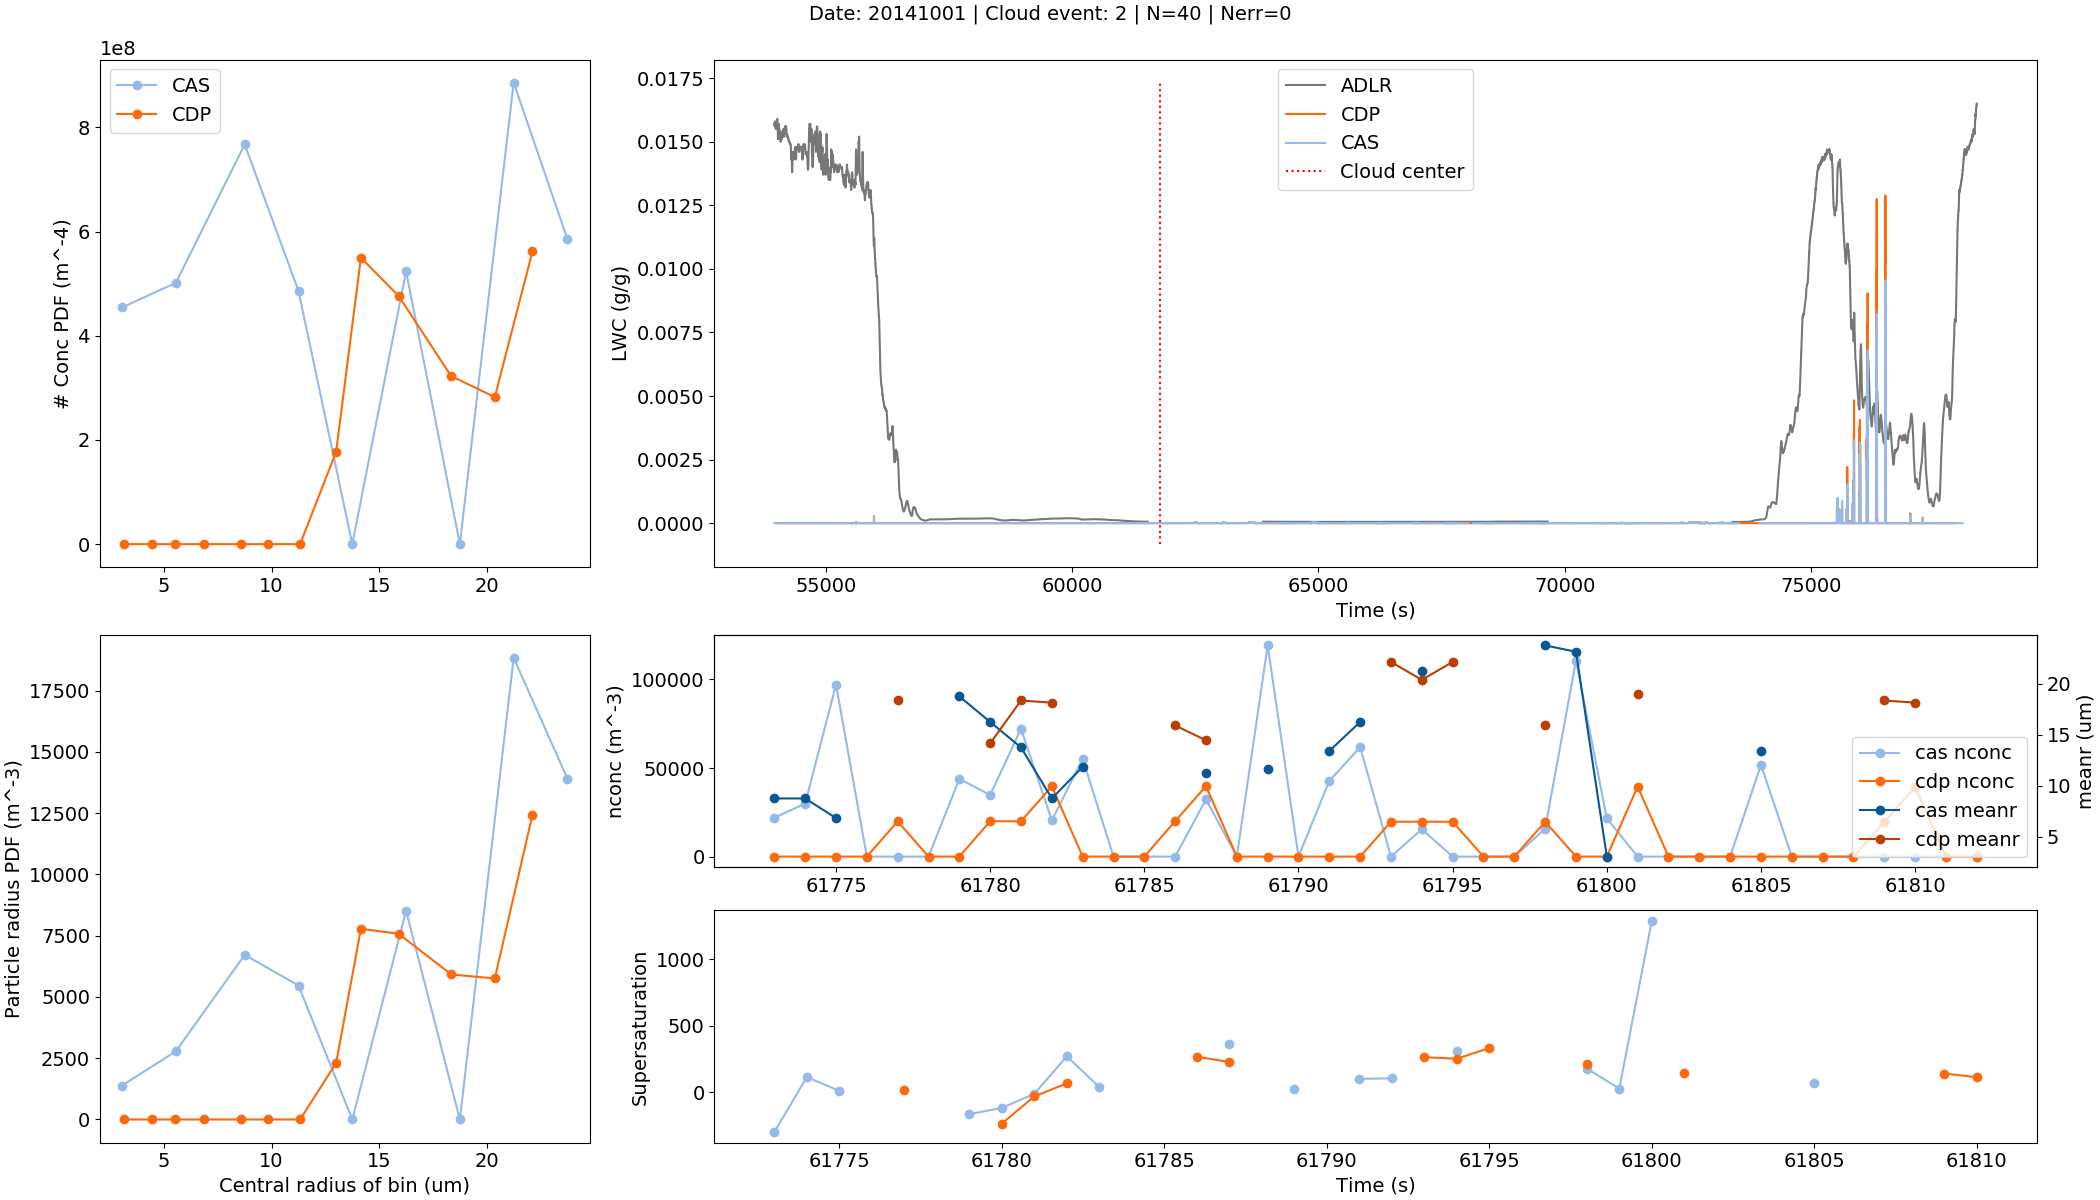 Date: 20141001 | Cloud event: 2 | N=40 | Nerr=0
1e8
CAS
CDP
# Conc PDF (m^-4)
8
6
4
2
0
5 10 15 20
0.0175
0.0150
0.0125
0.0100
0.0075
0.0050
0.0025
0.0000
LWC (g/g)
ADLR
CDP
CAS
Cloud center
55000 60000 65000 70000 75000
Time (s)
Particle radius PDF (m^-3)
17500
15000
12500
10000
7500
5000
2500
0
5 10 15 20
Central radius of bin (um)
nconc (m^-3)
100000
50000
0
20
15
10
5
meanr (um)
cas nconc
cdp nconc
cas meanr
cdp meanr
61775 61780 61785 61790 61795 61800 61805 61810
Supersaturation
1000
500
0
61775 61780 61785 61790 61795 61800 61805 61810
Time (s)